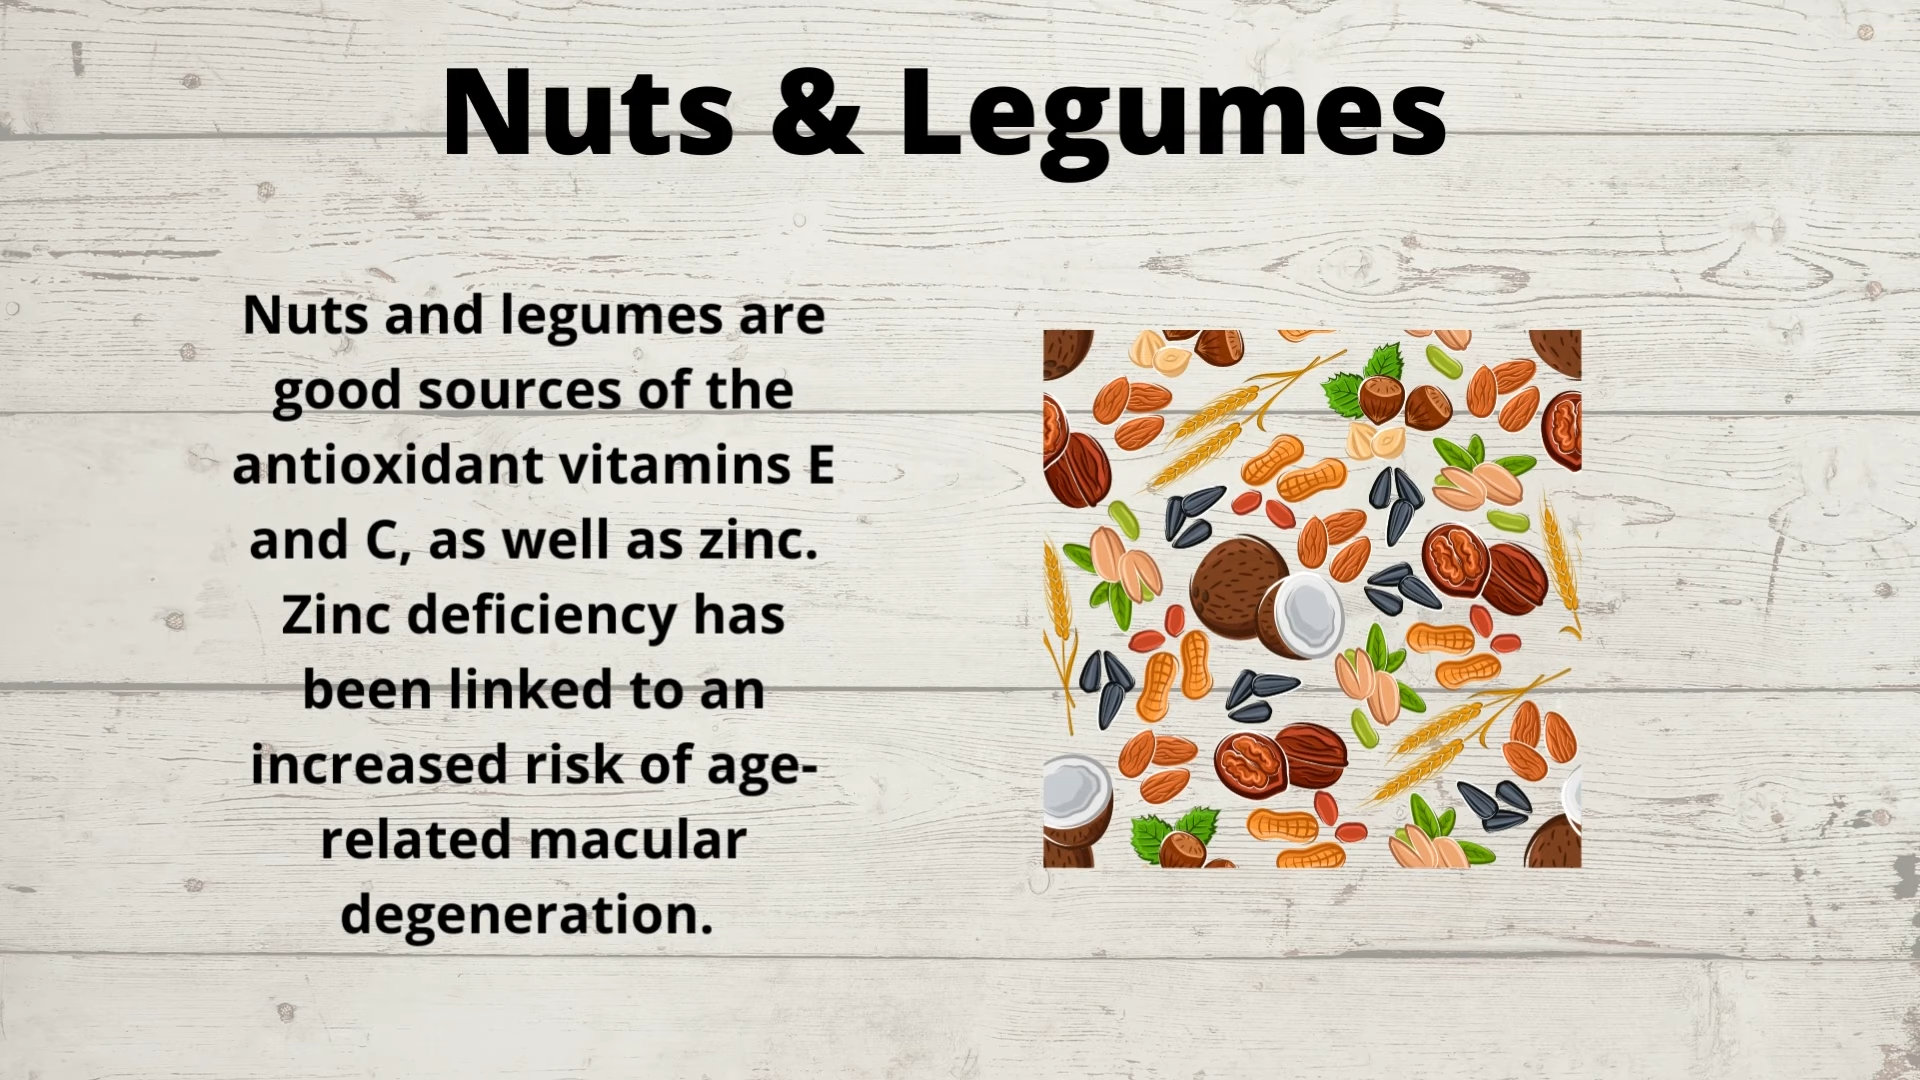 Nuts & Legumes
Nuts and legumes are
good sources of the
antioxidant vitamins E
and C, as well as zinc.
Zinc deficiency has
been linked to an
increased risk of age-
related macular
degeneration.